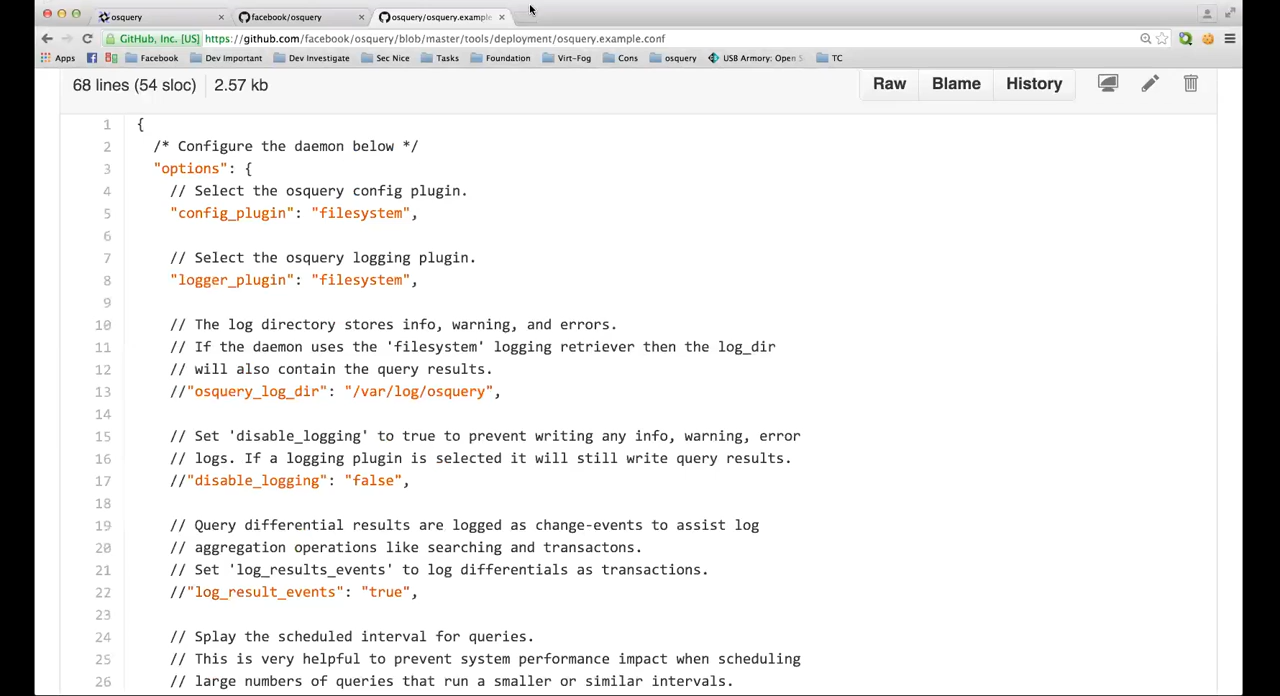 osquery
facebook/osquery
osquery/osquery.example
GitHub, Inc. [US] https://github.com/facebook/osquery/blob/master/tools/deployment/osquery.example.conf
Apps Facebook Dev Important Dev Investigate Sec Nice Tasks Foundation Virt-Fog Cons osquery USB Armory: Open S TC
68 lines (54 sloc) 2.57 kb Raw Blame History
1 {
2 /* Configure the daemon below */
3 "options": {
4 // Select the osquery config plugin.
5 "config_plugin": "filesystem",
6
7 // Select the osquery logging plugin.
8 "logger_plugin": "filesystem",
9
10 // The log directory stores info, warning, and errors.
11 // If the daemon uses the 'filesystem' logging retriever then the log_dir
12 // will also contain the query results.
13 //"osquery_log_dir": "/var/log/osquery",
14
15 // Set 'disable_logging' to true to prevent writing any info, warning, error
16 // logs. If a logging plugin is selected it will still write query results.
17 //"disable_logging": "false",
18
19 // Query differential results are logged as change-events to assist log
20 // aggregation operations like searching and transactons.
21 // Set 'log_results_events' to log differentials as transactions.
22 //"log_result_events": "true",
23
24 // Splay the scheduled interval for queries.
25 // This is very helpful to prevent system performance impact when scheduling
26 // large numbers of queries that run a smaller or similar intervals.